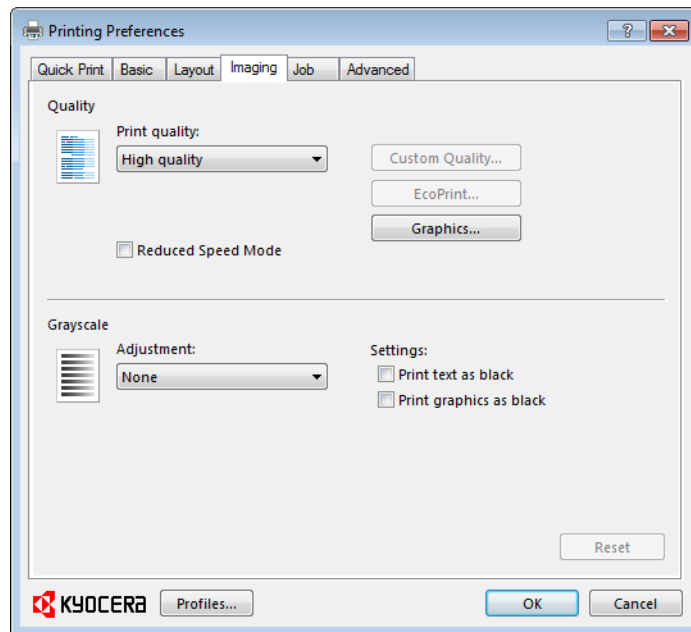 Printing Preferences
Quick Print Basic Layout Imaging Job Advanced
Quality
Print quality:
High quality
Custom Quality...
EcoPrint...
Graphics...
Reduced Speed Mode
Grayscale
Adjustment:
None
Settings:
Print text as black
Print graphics as black
Reset
KYOCERA Profiles... OK Cancel